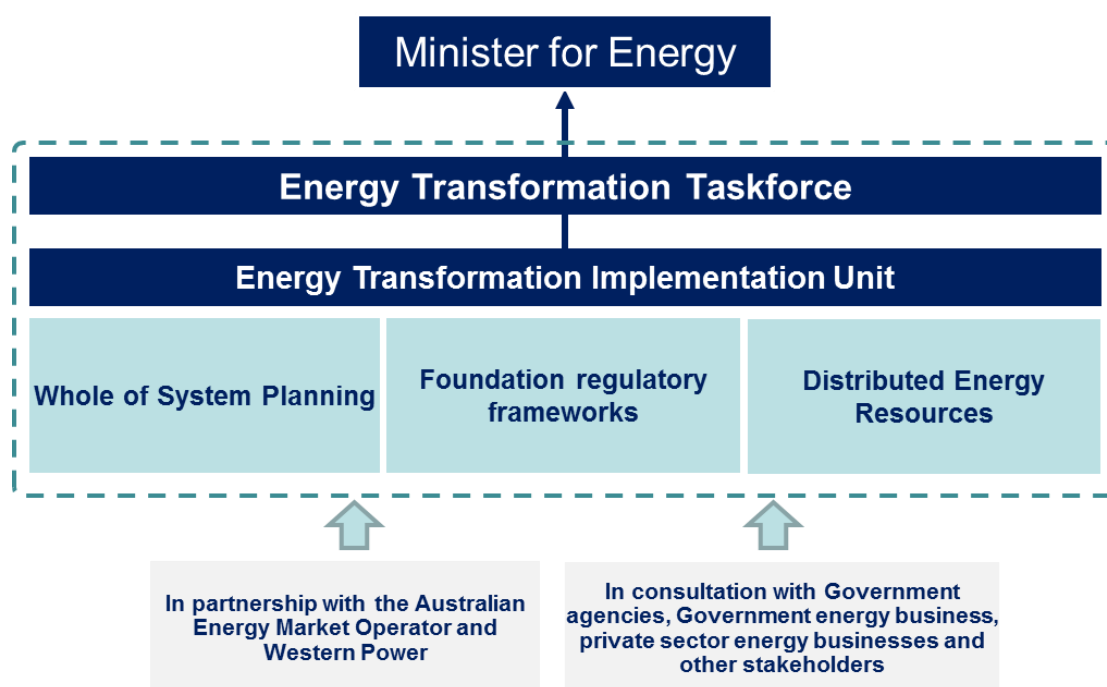 Minister for Energy
Energy Transformation Taskforce
Energy Transformation Implementation Unit
Whole of System Planning
Foundation regulatory
frameworks
Distributed Energy
Resources
In partnership with the Australian
Energy Market Operator and
Western Power
In consultation with Government
agencies, Government energy business,
private sector energy businesses and
other stakeholders